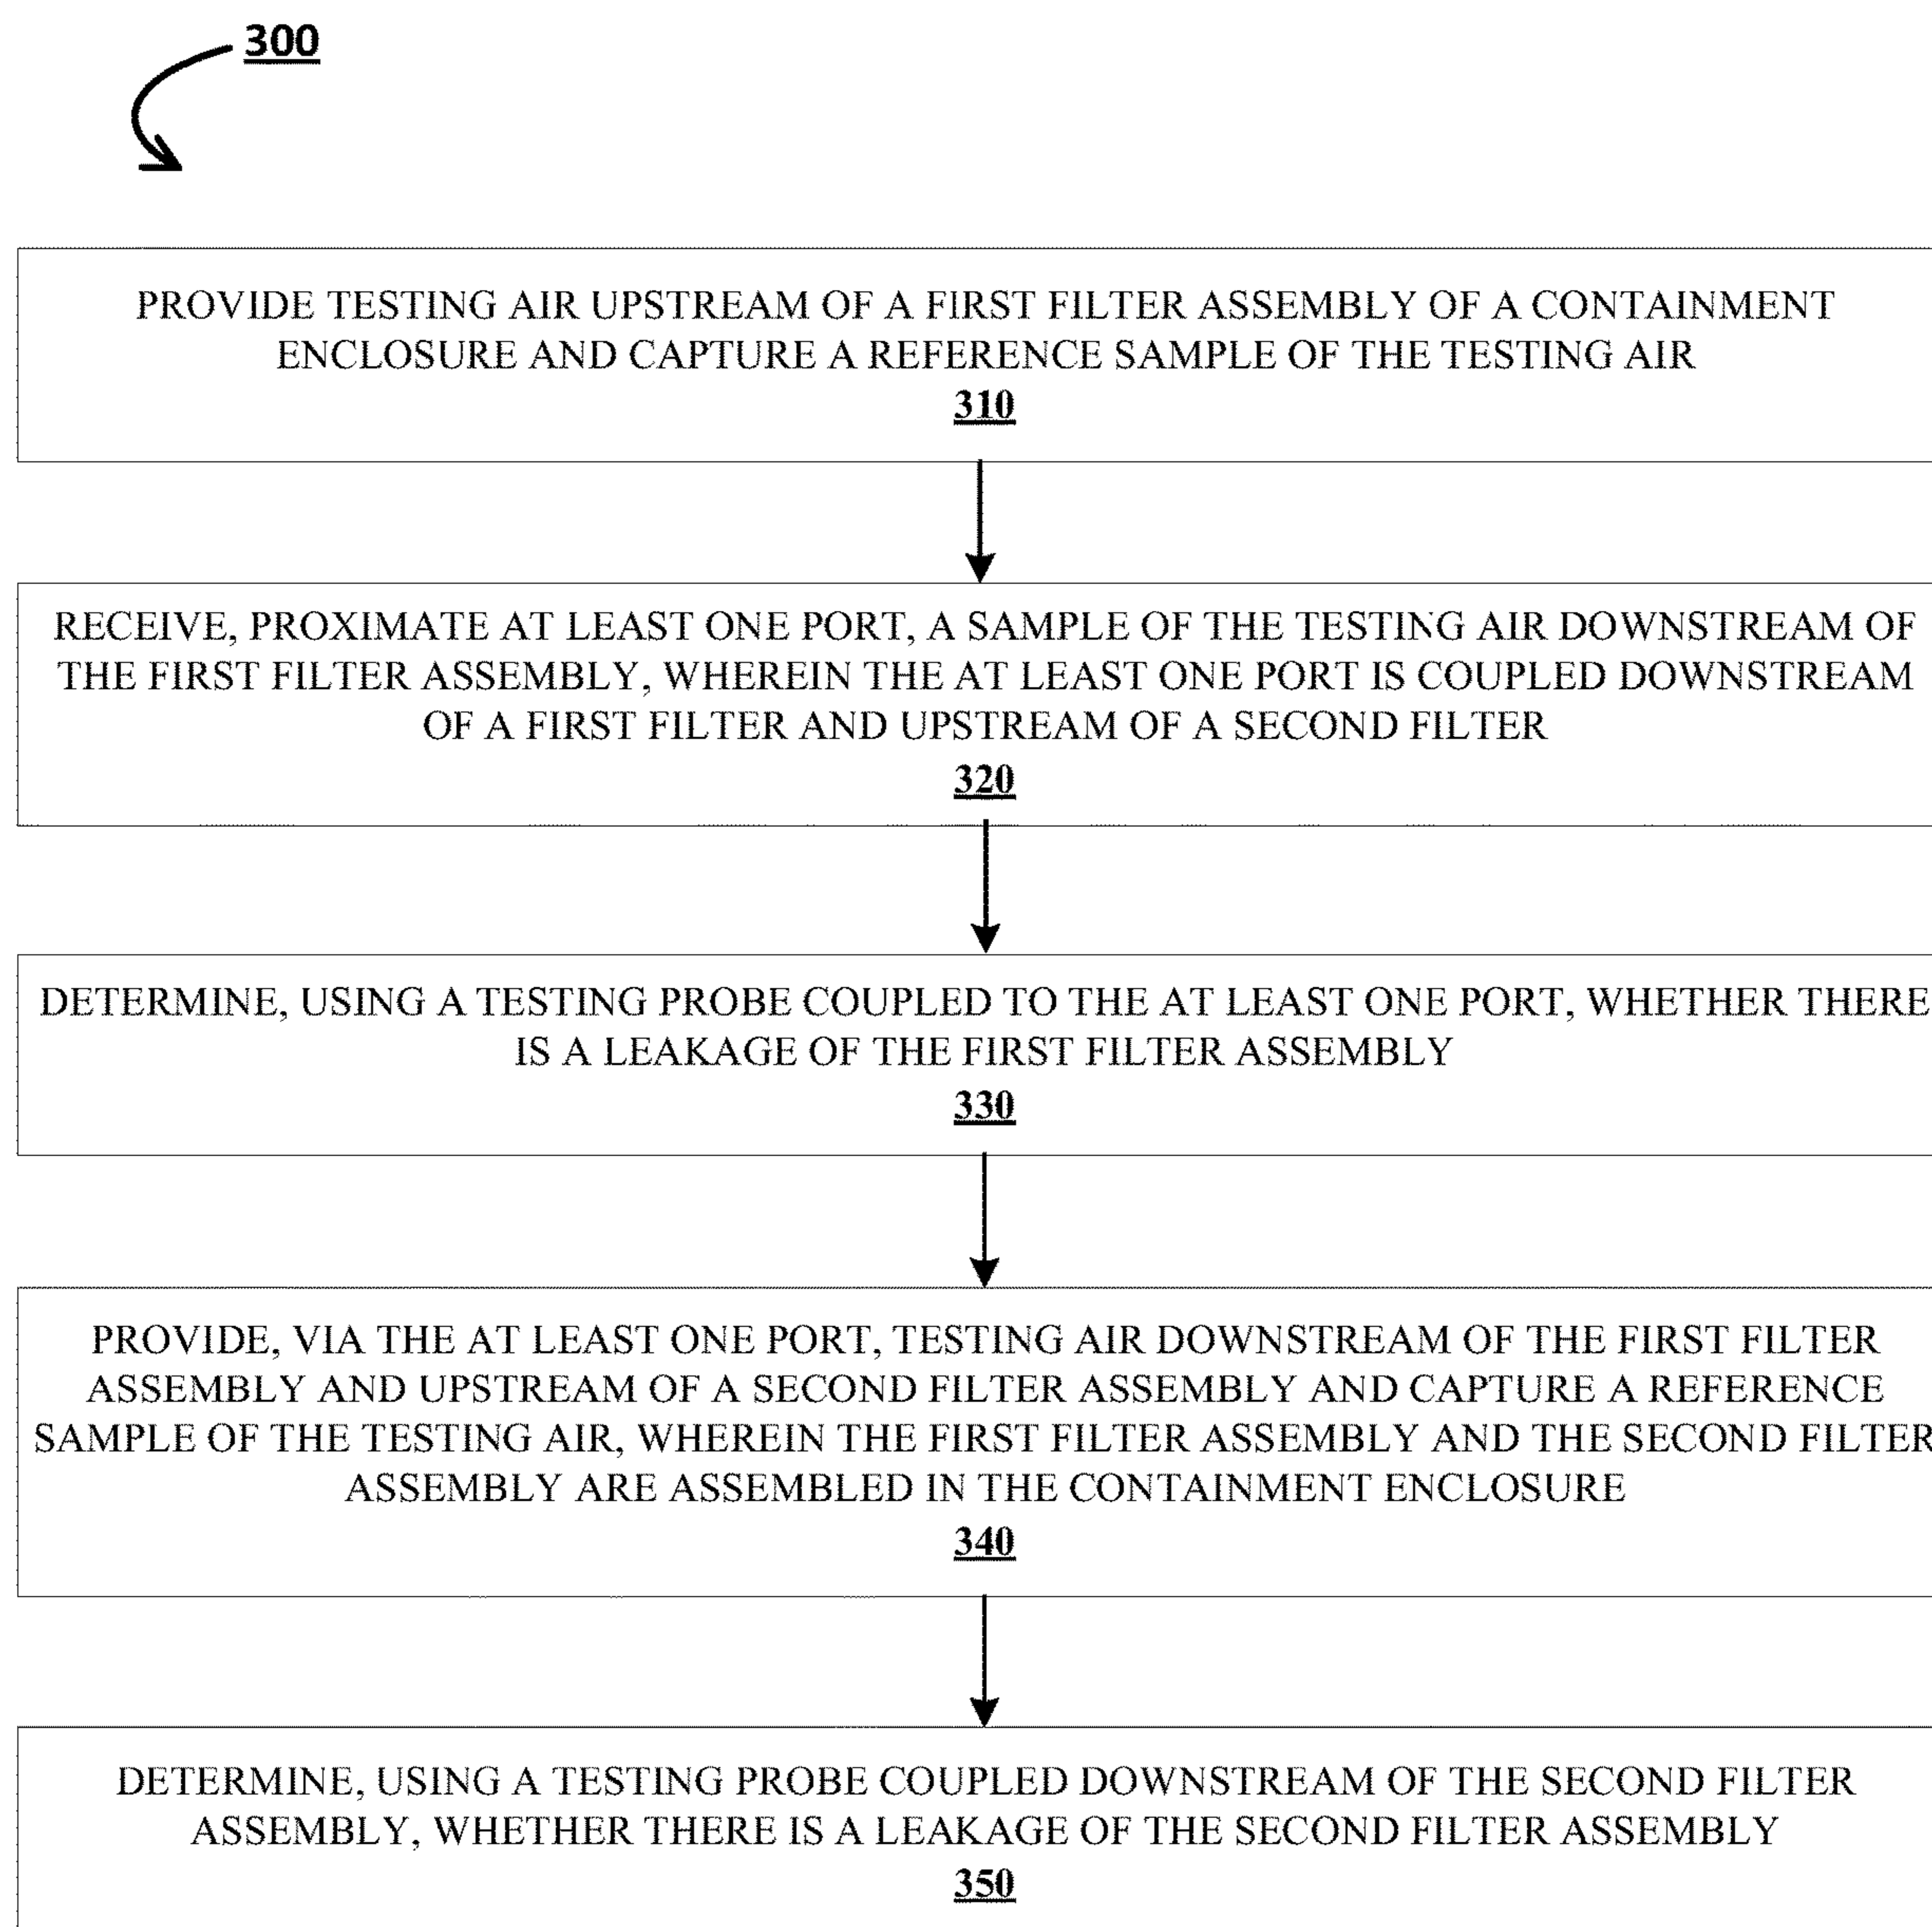 300
PROVIDE TESTING AIR UPSTREAM OF A FIRST FILTER ASSEMBLY OF A CONTAINMENT
ENCLOSURE AND CAPTURE A REFERENCE SAMPLE OF THE TESTING AIR
310
RECEIVE, PROXIMATE AT LEAST ONE PORT, A SAMPLE OF THE TESTING AIR DOWNSTREAM OF
THE FIRST FILTER ASSEMBLY, WHEREIN THE AT LEAST ONE PORT IS COUPLED DOWNSTREAM
OF A FIRST FILTER AND UPSTREAM OF A SECOND FILTER
320
DETERMINE, USING A TESTING PROBE COUPLED TO THE AT LEAST ONE PORT, WHETHER THERE
IS A LEAKAGE OF THE FIRST FILTER ASSEMBLY
330
PROVIDE, VIA THE AT LEAST ONE PORT, TESTING AIR DOWNSTREAM OF THE FIRST FILTER
ASSEMBLY AND UPSTREAM OF A SECOND FILTER ASSEMBLY AND CAPTURE A REFERENCE
SAMPLE OF THE TESTING AIR, WHEREIN THE FIRST FILTER ASSEMBLY AND THE SECOND FILTER
ASSEMBLY ARE ASSEMBLED IN THE CONTAINMENT ENCLOSURE
340
DETERMINE, USING A TESTING PROBE COUPLED DOWNSTREAM OF THE SECOND FILTER
ASSEMBLY, WHETHER THERE IS A LEAKAGE OF THE SECOND FILTER ASSEMBLY
350